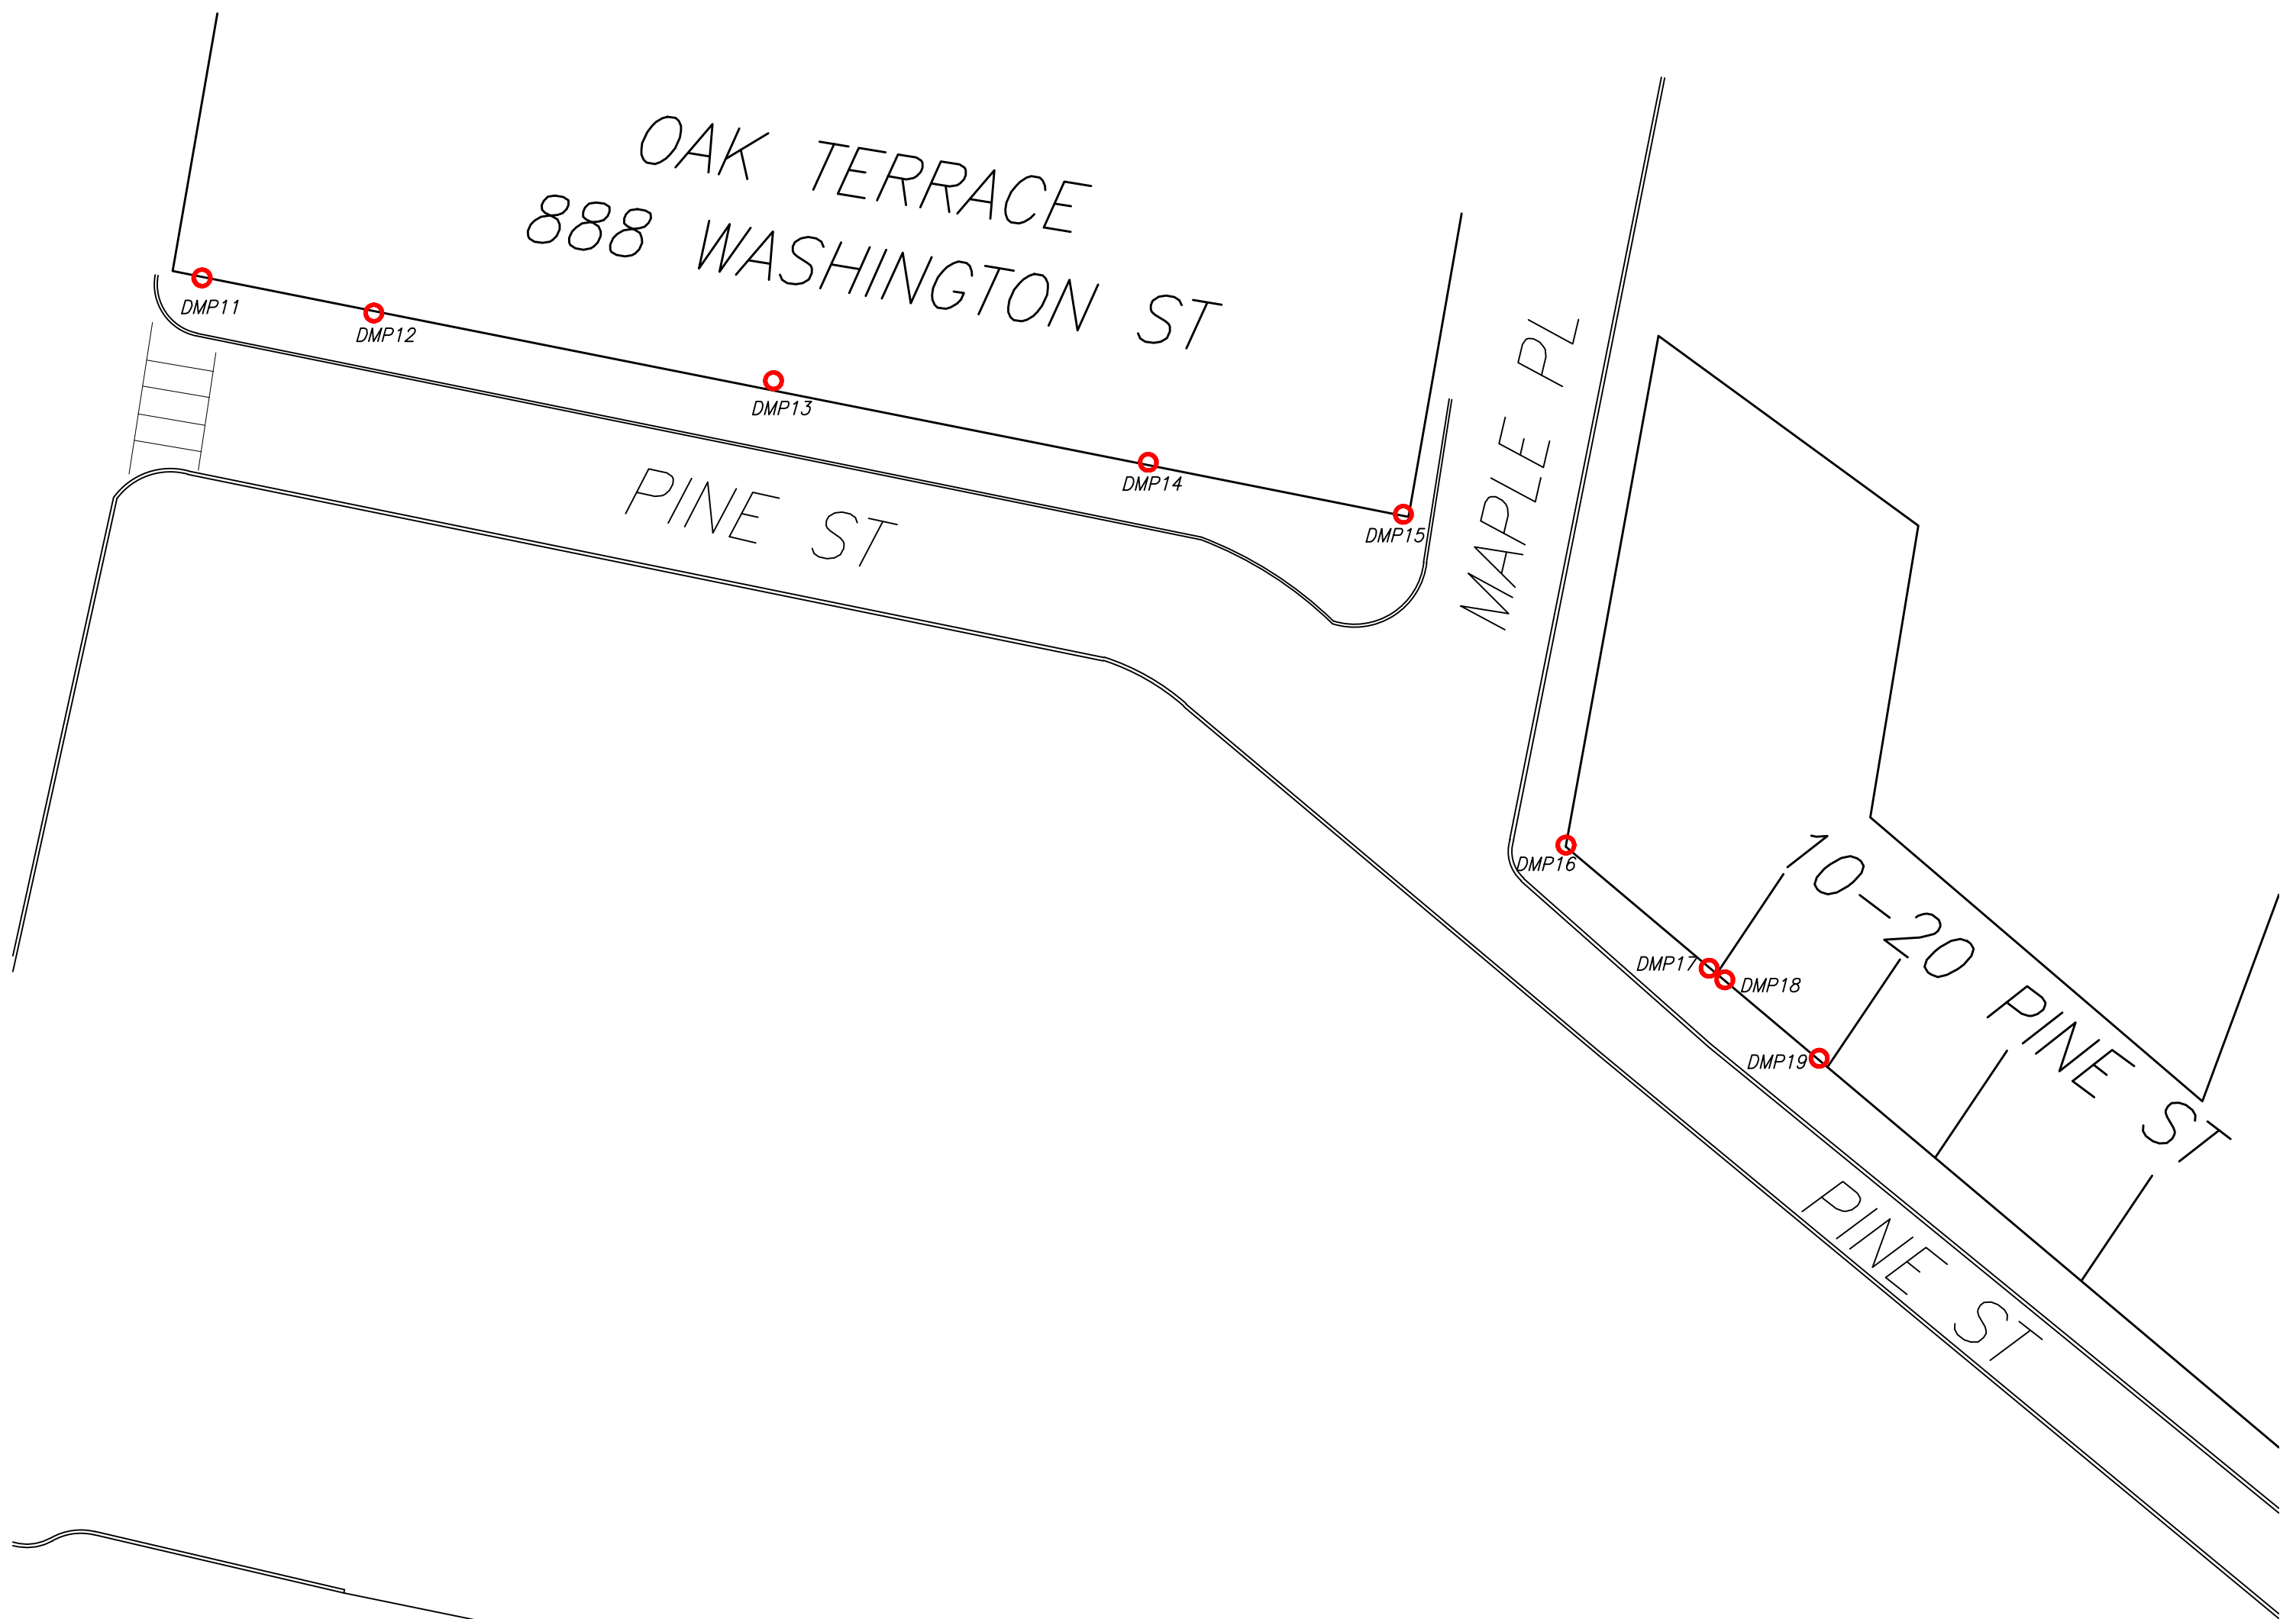 OAK TERRACE
888 WASHINGTON ST
DMP11
DMP12
DMP13
DMP14
DMP15
PINE ST
MAPLE PL
DMP16
DMP17
DMP18
DMP19
10-20 PINE ST
PINE ST